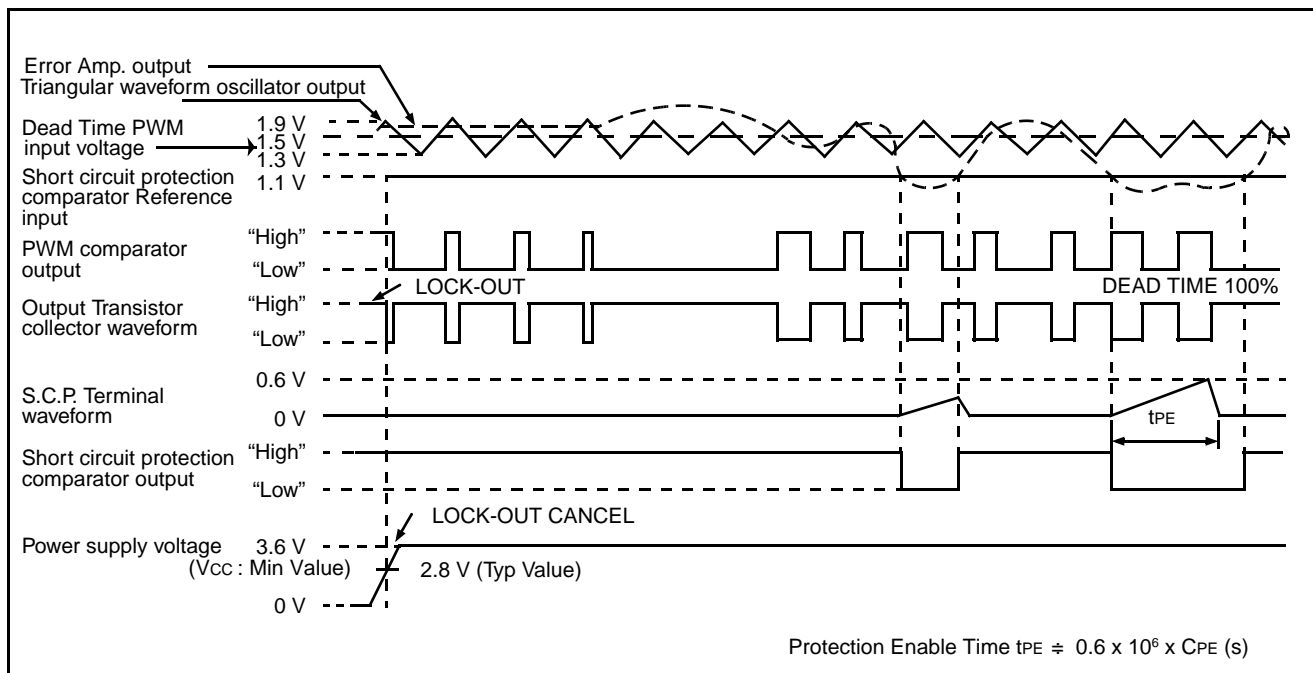 Error Amp. output
Triangular waveform oscillator output
Dead Time PWM
input voltage
1.9 V
1.5 V
1.3 V
Short circuit protection
comparator Reference
input
1.1 V
PWM comparator
output
“High”
“Low”
LOCK-OUT
DEAD TIME 100%
Output Transistor
collector waveform
“High”
“Low”
S.C.P. Terminal
waveform
0.6 V
0 V
tPE
Short circuit protection
comparator output
“High”
“Low”
LOCK-OUT CANCEL
Power supply voltage
(VCC : Min Value)
3.6 V
2.8 V (Typ Value)
0 V
Protection Enable Time tPE ≑ 0.6 x 10⁶ x CPE (s)